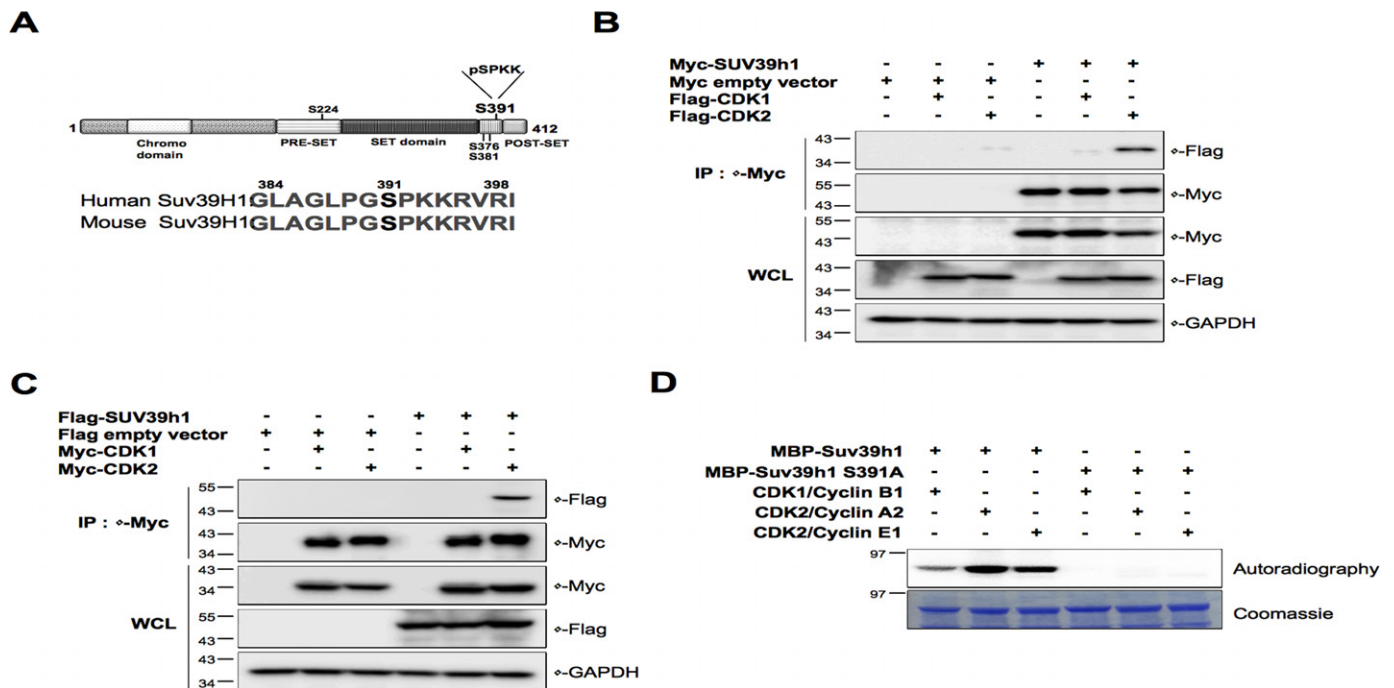 A
pSPKK
S224
S391
1
412
Chromo
domain
PRE-SET
SET domain
S376
S381
POST-SET
384 391 398
Human Suv39H1:GLAGLPGSPKKRVRI
Mouse Suv39H1:GLAGLPGSPKKRVRI
B
Myc-SUV39h1 - - - + + +
Myc empty vector + + + - - -
Flag-CDK1 - + - - + -
Flag-CDK2 - - + - - +
IP : ⋄-Myc
43
34
⋄-Flag
55
43
⋄-Myc
WCL
55
43
⋄-Myc
43
34
⋄-Flag
43
34
⋄-GAPDH
C
Flag-SUV39h1 - - - + + +
Flag empty vector + + + - - -
Myc-CDK1 - + - - + -
Myc-CDK2 - - + - - +
IP : ⋄-Myc
55
43
⋄-Flag
43
34
⋄-Myc
WCL
43
34
⋄-Myc
55
43
⋄-Flag
43
34
⋄-GAPDH
D
MBP-Suv39h1 + + + - - -
MBP-Suv39h1 S391A - - - + + +
CDK1/Cyclin B1 + - - + - -
CDK2/Cyclin A2 - + - - + -
CDK2/Cyclin E1 - - + - - +
97
Autoradiography
97
Coomassie